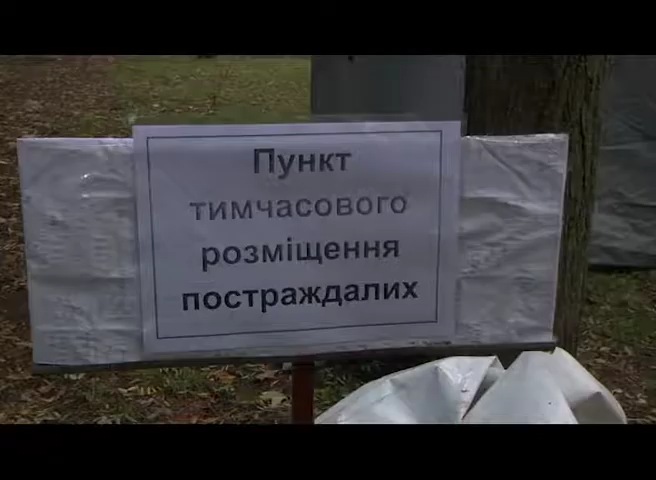 Пункт
тимчасового
розміщення
постраждалих